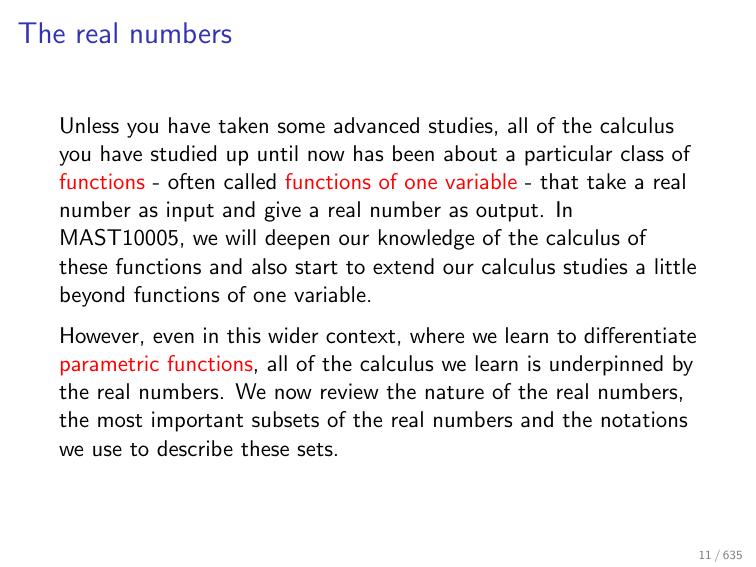 The real numbers
Unless you have taken some advanced studies, all of the calculus
you have studied up until now has been about a particular class of
functions - often called functions of one variable - that take a real
number as input and give a real number as output. In
MAST10005, we will deepen our knowledge of the calculus of
these functions and also start to extend our calculus studies a little
beyond functions of one variable.
However, even in this wider context, where we learn to differentiate
parametric functions, all of the calculus we learn is underpinned by
the real numbers. We now review the nature of the real numbers,
the most important subsets of the real numbers and the notations
we use to describe these sets.
11 / 635